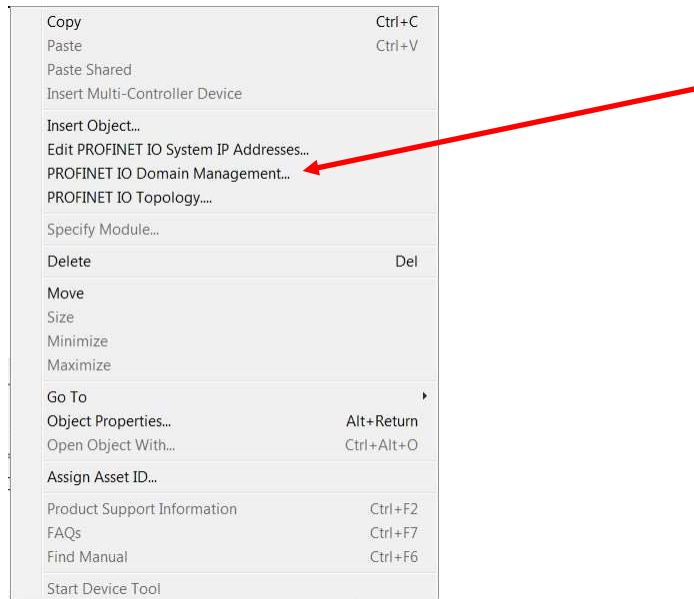 Copy Ctrl+C
Paste Ctrl+V
Paste Shared
Insert Multi-Controller Device
Insert Object...
Edit PROFINET IO System IP Addresses...
PROFINET IO Domain Management...
PROFINET IO Topology....
Specify Module...
Delete Del
Move
Size
Minimize
Maximize
Go To
Object Properties... Alt+Return
Open Object With... Ctrl+Alt+O
Assign Asset ID...
Product Support Information Ctrl+F2
FAQs Ctrl+F7
Find Manual Ctrl+F6
Start Device Tool